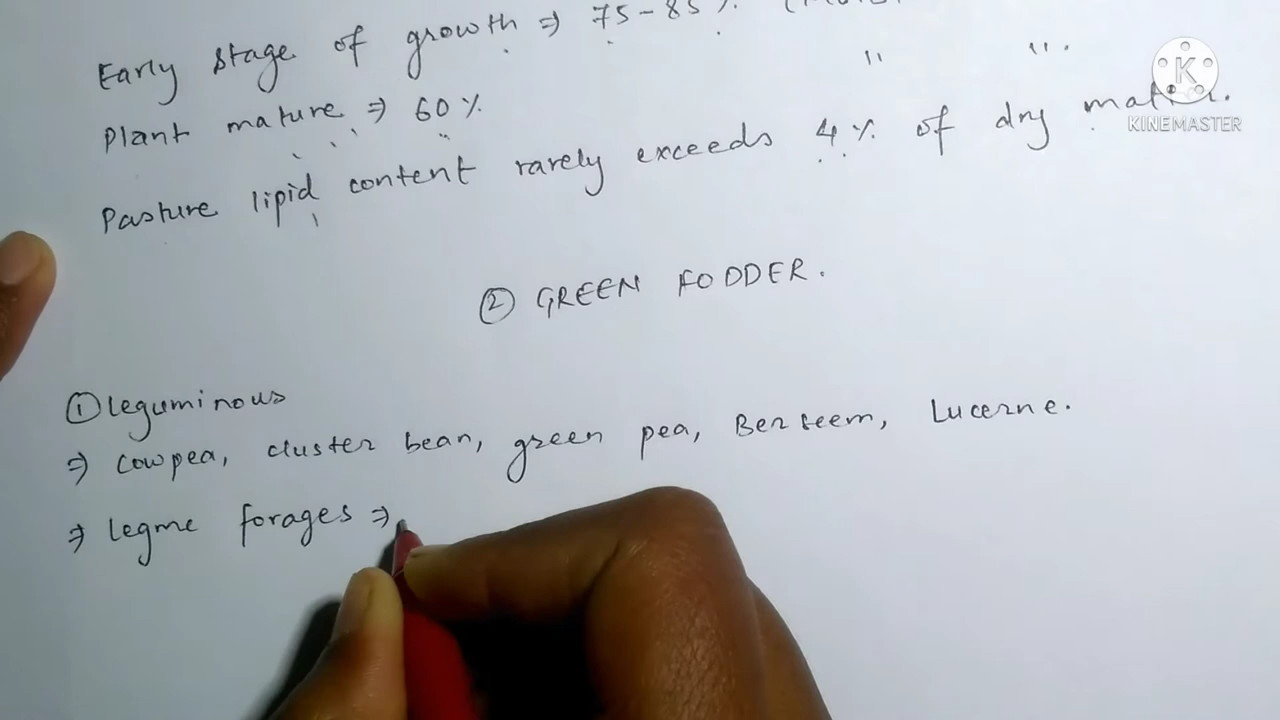 Early stage of growth ⇒ 75-85%.
" ".
Plant mature ⇒ 60%
Pasture lipid content rarely exceeds 4% of dry matter.
KINEMASTER
② GREEN FODDER.
① leguminous
⇒ cowpea, cluster bean, green pea, Berseem, Lucerne.
⇒ legme forages ⇒